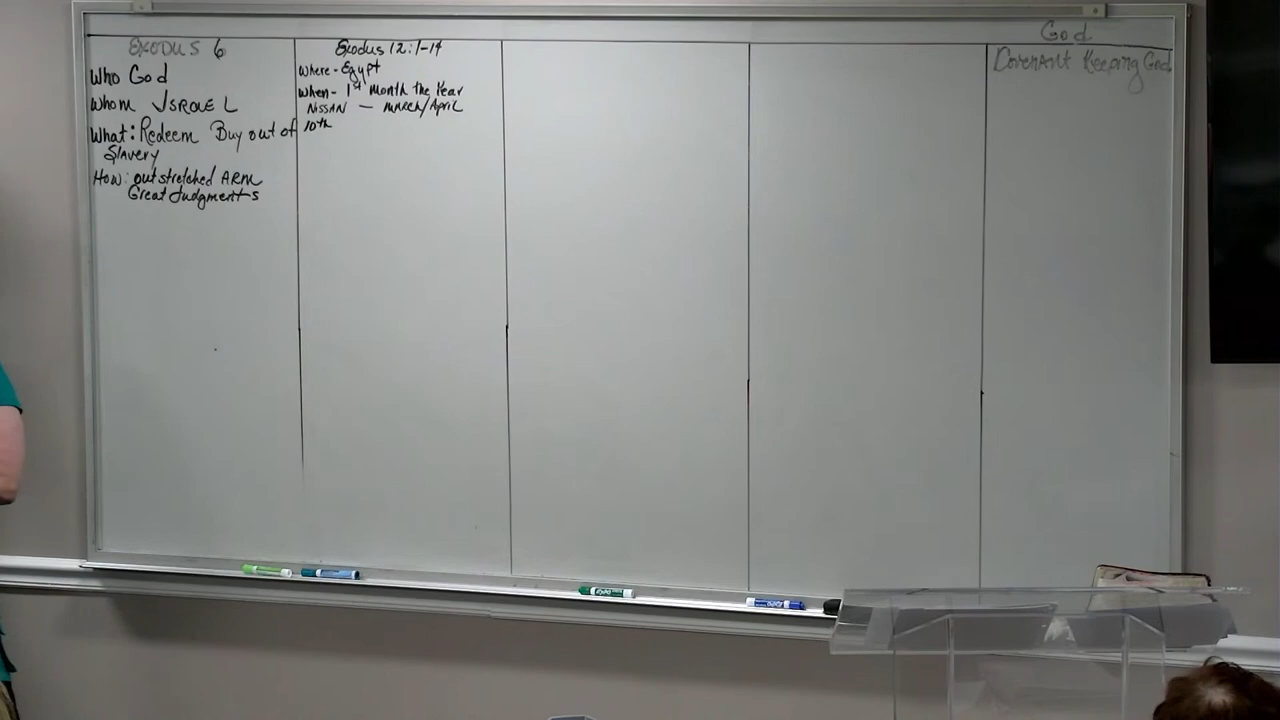 Exodus 6
Who God
Whom ISRAEL
What: Redeem Buy out of
Slavery
How: outstretched ARM
Great Judgments
Exodus 12:1-14
Where - Egypt
When - 1st Month the Year
NISSAN — MARCH/April
10th
God
Covenant Keeping God